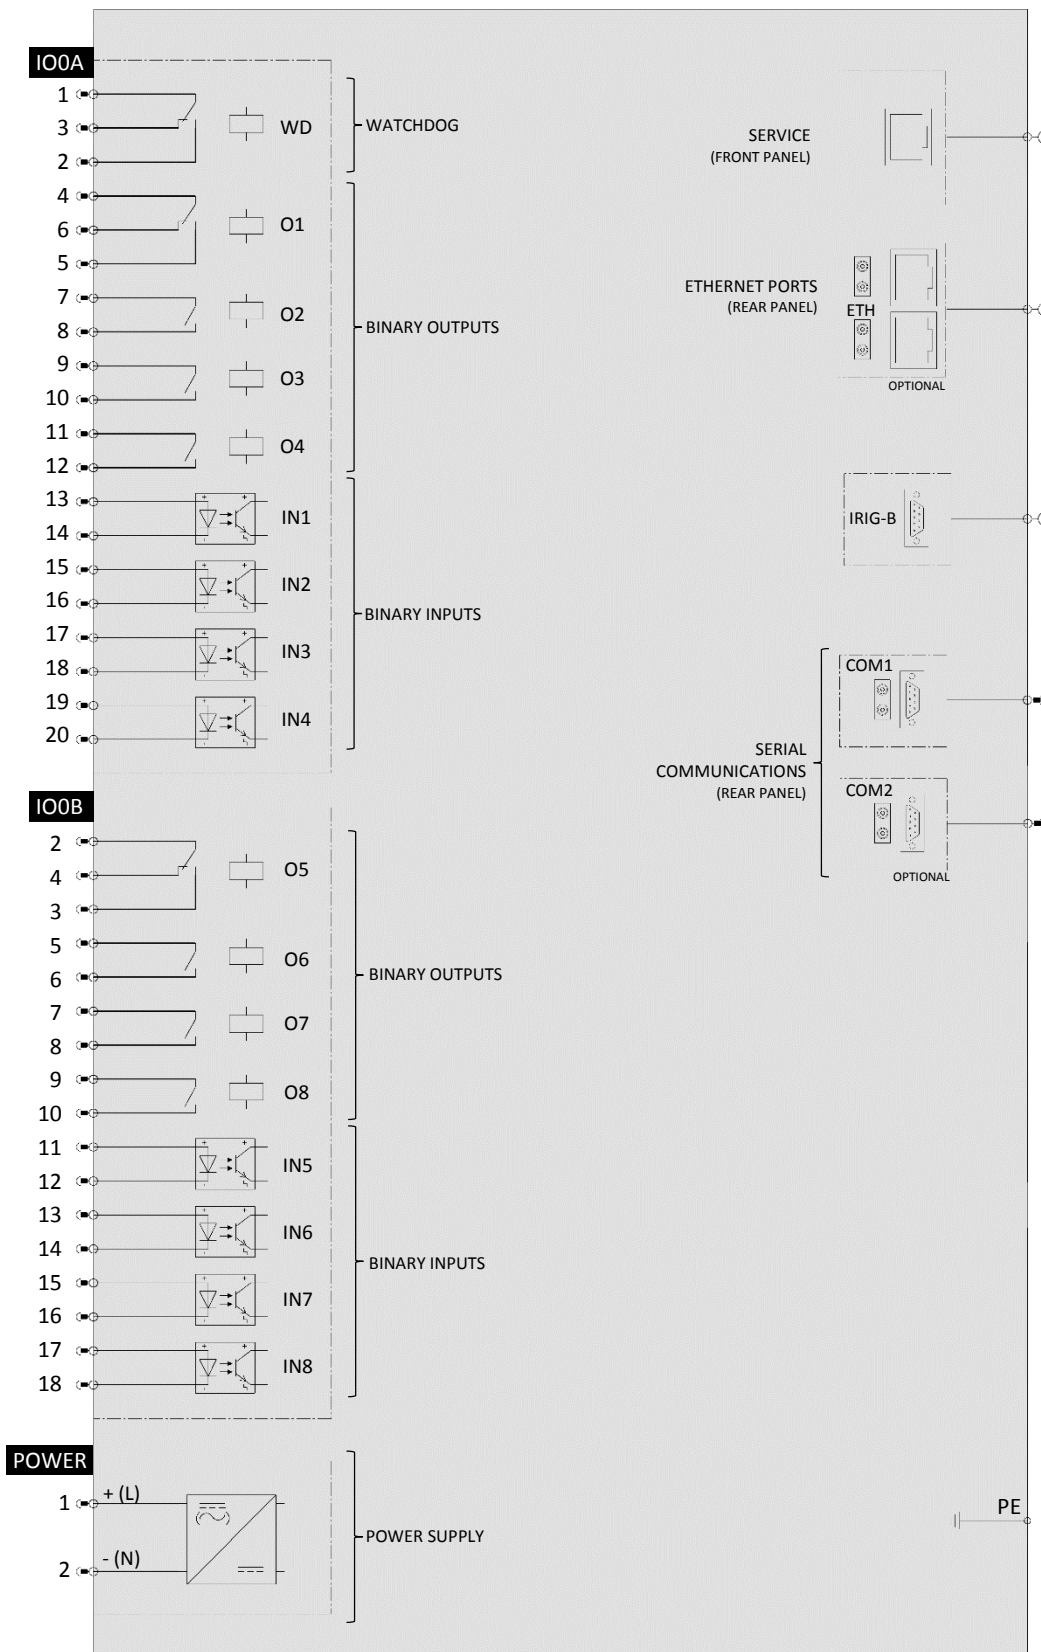 IO0A
1
3
2
WD
WATCHDOG
4
6
5
O1
7
8
O2
9
10
O3
11
12
O4
BINARY OUTPUTS
13
14
IN1
15
16
IN2
17
18
IN3
19
20
IN4
BINARY INPUTS
IO0B
2
4
3
O5
5
6
O6
7
8
O7
9
10
O8
BINARY OUTPUTS
11
12
IN5
13
14
IN6
15
16
IN7
17
18
IN8
BINARY INPUTS
POWER
1
+ (L)
2
- (N)
POWER SUPPLY
SERVICE
(FRONT PANEL)
ETHERNET PORTS
(REAR PANEL)
ETH
OPTIONAL
IRIG-B
SERIAL
COMMUNICATIONS
(REAR PANEL)
COM1
COM2
OPTIONAL
PE